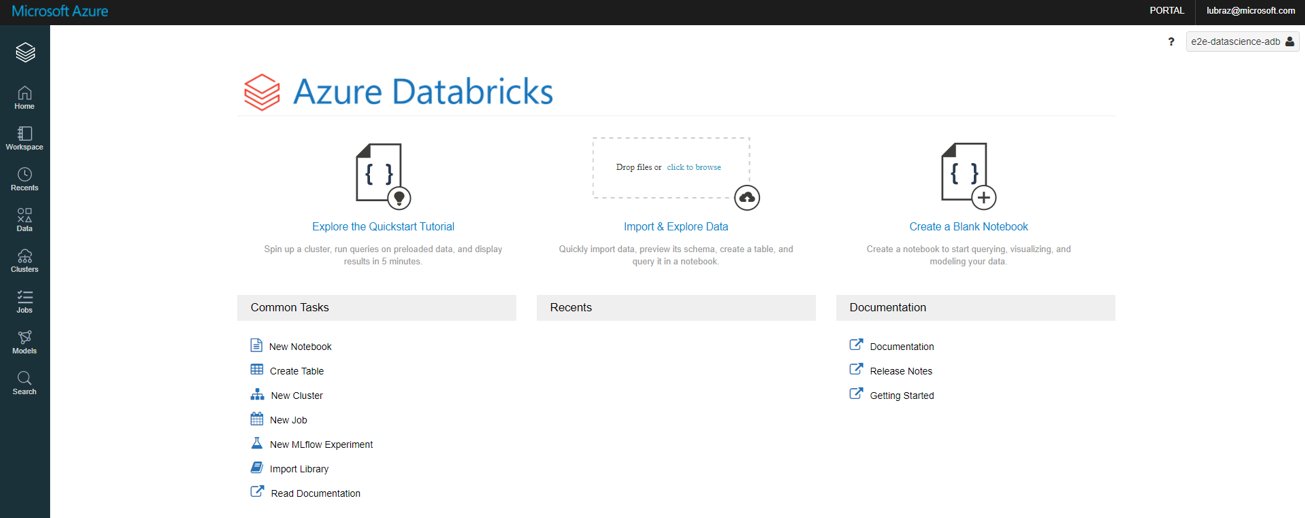 Microsoft Azure
PORTAL
lubraz@microsoft.com
?
e2e-datascience-adb
Home
Workspace
Recents
Data
Clusters
Jobs
Models
Search
Azure Databricks
{ }
Explore the Quickstart Tutorial
Spin up a cluster, run queries on preloaded data, and display
results in 5 minutes.
Drop files or click to browse
Import & Explore Data
Quickly import data, preview its schema, create a table, and
query it in a notebook.
{ }
Create a Blank Notebook
Create a notebook to start querying, visualizing, and
modeling your data.
Common Tasks
New Notebook
Create Table
New Cluster
New Job
New MLflow Experiment
Import Library
Read Documentation
Recents
Documentation
Documentation
Release Notes
Getting Started